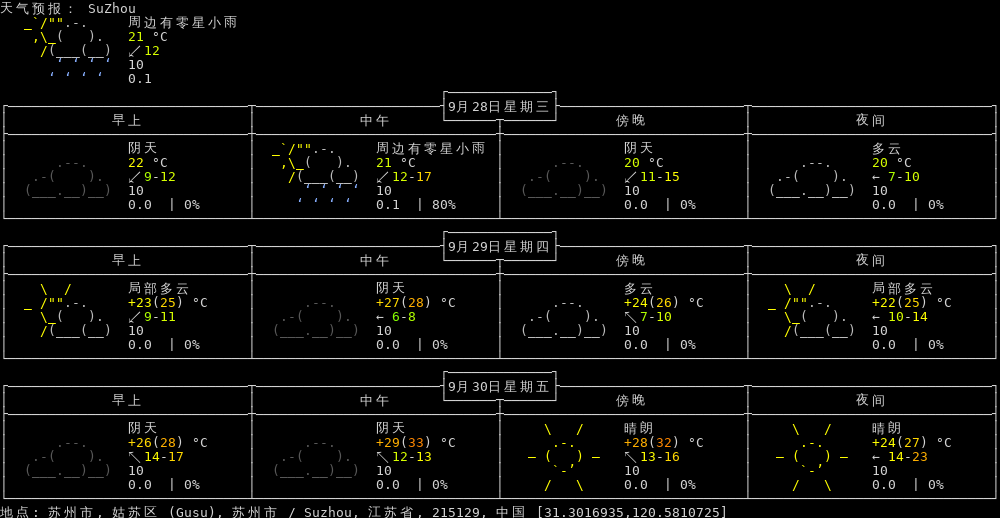 天气预报: SuZhou
周边有零星小雨
21 °C
↙ 12
10
0.1
9月28日星期三
早上 中午 傍晚 夜间
阴天 周边有零星小雨 阴天 多云
22 °C 21 °C 20 °C 20 °C
↙ 9-12 ↙ 12-17 ↙ 11-15 ← 7-10
10 10 10 10
0.0 | 0% 0.1 | 80% 0.0 | 0% 0.0 | 0%
9月29日星期四
早上 中午 傍晚 夜间
局部多云 阴天 多云 局部多云
+23(25) °C +27(28) °C +24(26) °C +22(25) °C
↙ 9-11 ← 6-8 ↖ 7-10 ← 10-14
10 10 10 10
0.0 | 0% 0.0 | 0% 0.0 | 0% 0.0 | 0%
9月30日星期五
早上 中午 傍晚 夜间
阴天 阴天 晴朗 晴朗
+26(28) °C +29(33) °C +28(32) °C +24(27) °C
↖ 14-17 ↖ 12-13 ↖ 13-16 ← 14-23
10 10 10 10
0.0 | 0% 0.0 | 0% 0.0 | 0% 0.0 | 0%
地点: 苏州市, 姑苏区 (Gusu), 苏州市 / Suzhou, 江苏省, 215129, 中国 [31.3016935,120.5810725]